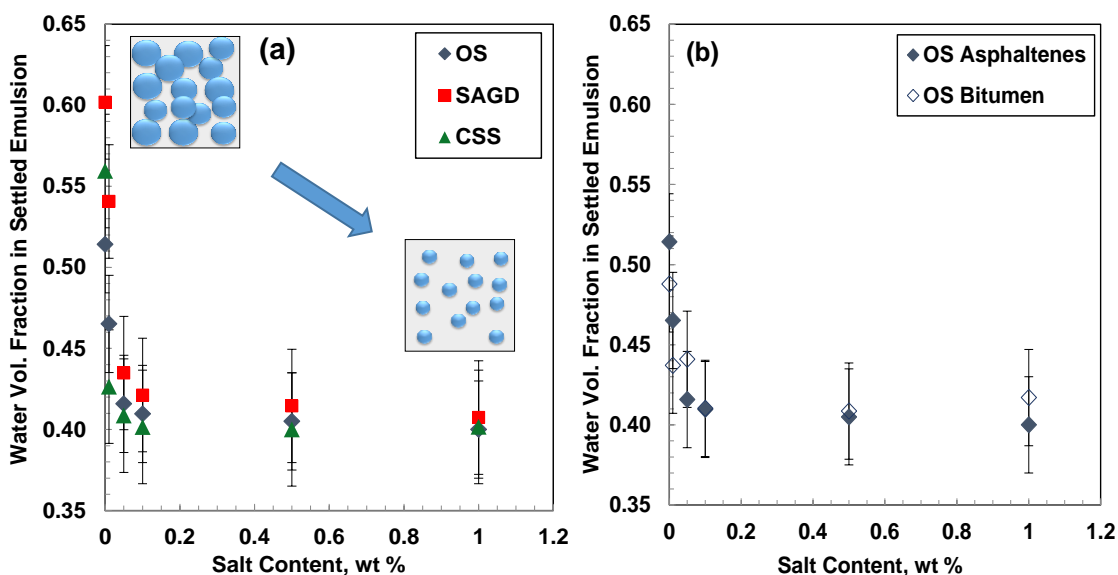 (a)
OS
SAGD
CSS
Water Vol. Fraction in Settled Emulsion
0.65
0.60
0.55
0.50
0.45
0.40
0.35
0 0.2 0.4 0.6 0.8 1 1.2
Salt Content, wt %
(b)
OS Asphaltenes
OS Bitumen
Water Vol. Fraction in Settled Emulsion
0.65
0.60
0.55
0.50
0.45
0.40
0.35
0 0.2 0.4 0.6 0.8 1 1.2
Salt Content, wt %